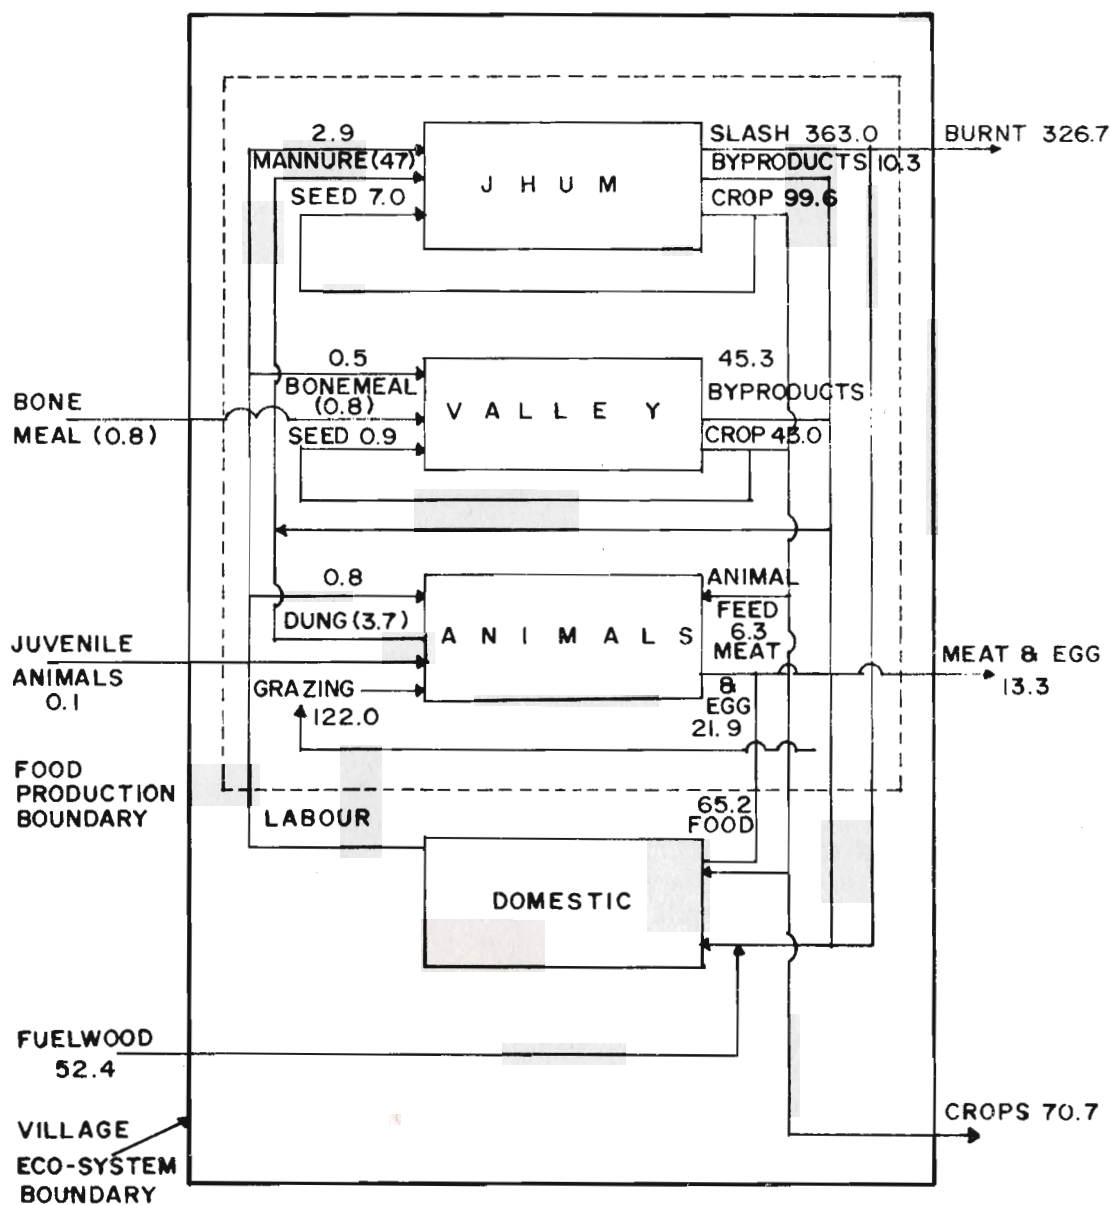 2.9
MANNURE (47)
SEED 7.0
JHUM
SLASH 363.0
BYPRODUCTS 10.3
CROP 99.6
BURNT 326.7
0.5
BONEMEAL
(0.8)
SEED 0.9
VALLEY
45.3
BYPRODUCTS
CROP 45.0
BONE
MEAL (0.8)
0.8
DUNG (3.7)
ANIMALS
ANIMAL
FEED
6.3
MEAT
&
EGG
21.9
JUVENILE
ANIMALS
0.1
GRAZING
122.0
MEAT & EGG
13.3
FOOD
PRODUCTION
BOUNDARY
LABOUR
65.2
FOOD
DOMESTIC
FUELWOOD
52.4
CROPS 70.7
VILLAGE
ECO-SYSTEM
BOUNDARY